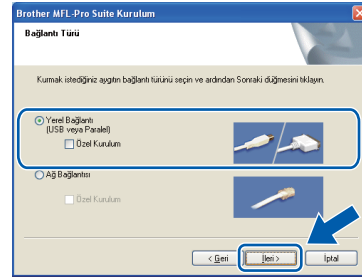 Brother MFL-Pro Suite Kurulum
Bağlantı Türü
Kurmak istediğiniz aygıtın bağlantı türünü seçin ve ardından Sonraki düğmesini tıklayın.
Yerel Bağlantı
(USB veya Paralel)
Özel Kurulum
Ağ Bağlantısı
Özel Kurulum
< Geri
İleri >
İptal